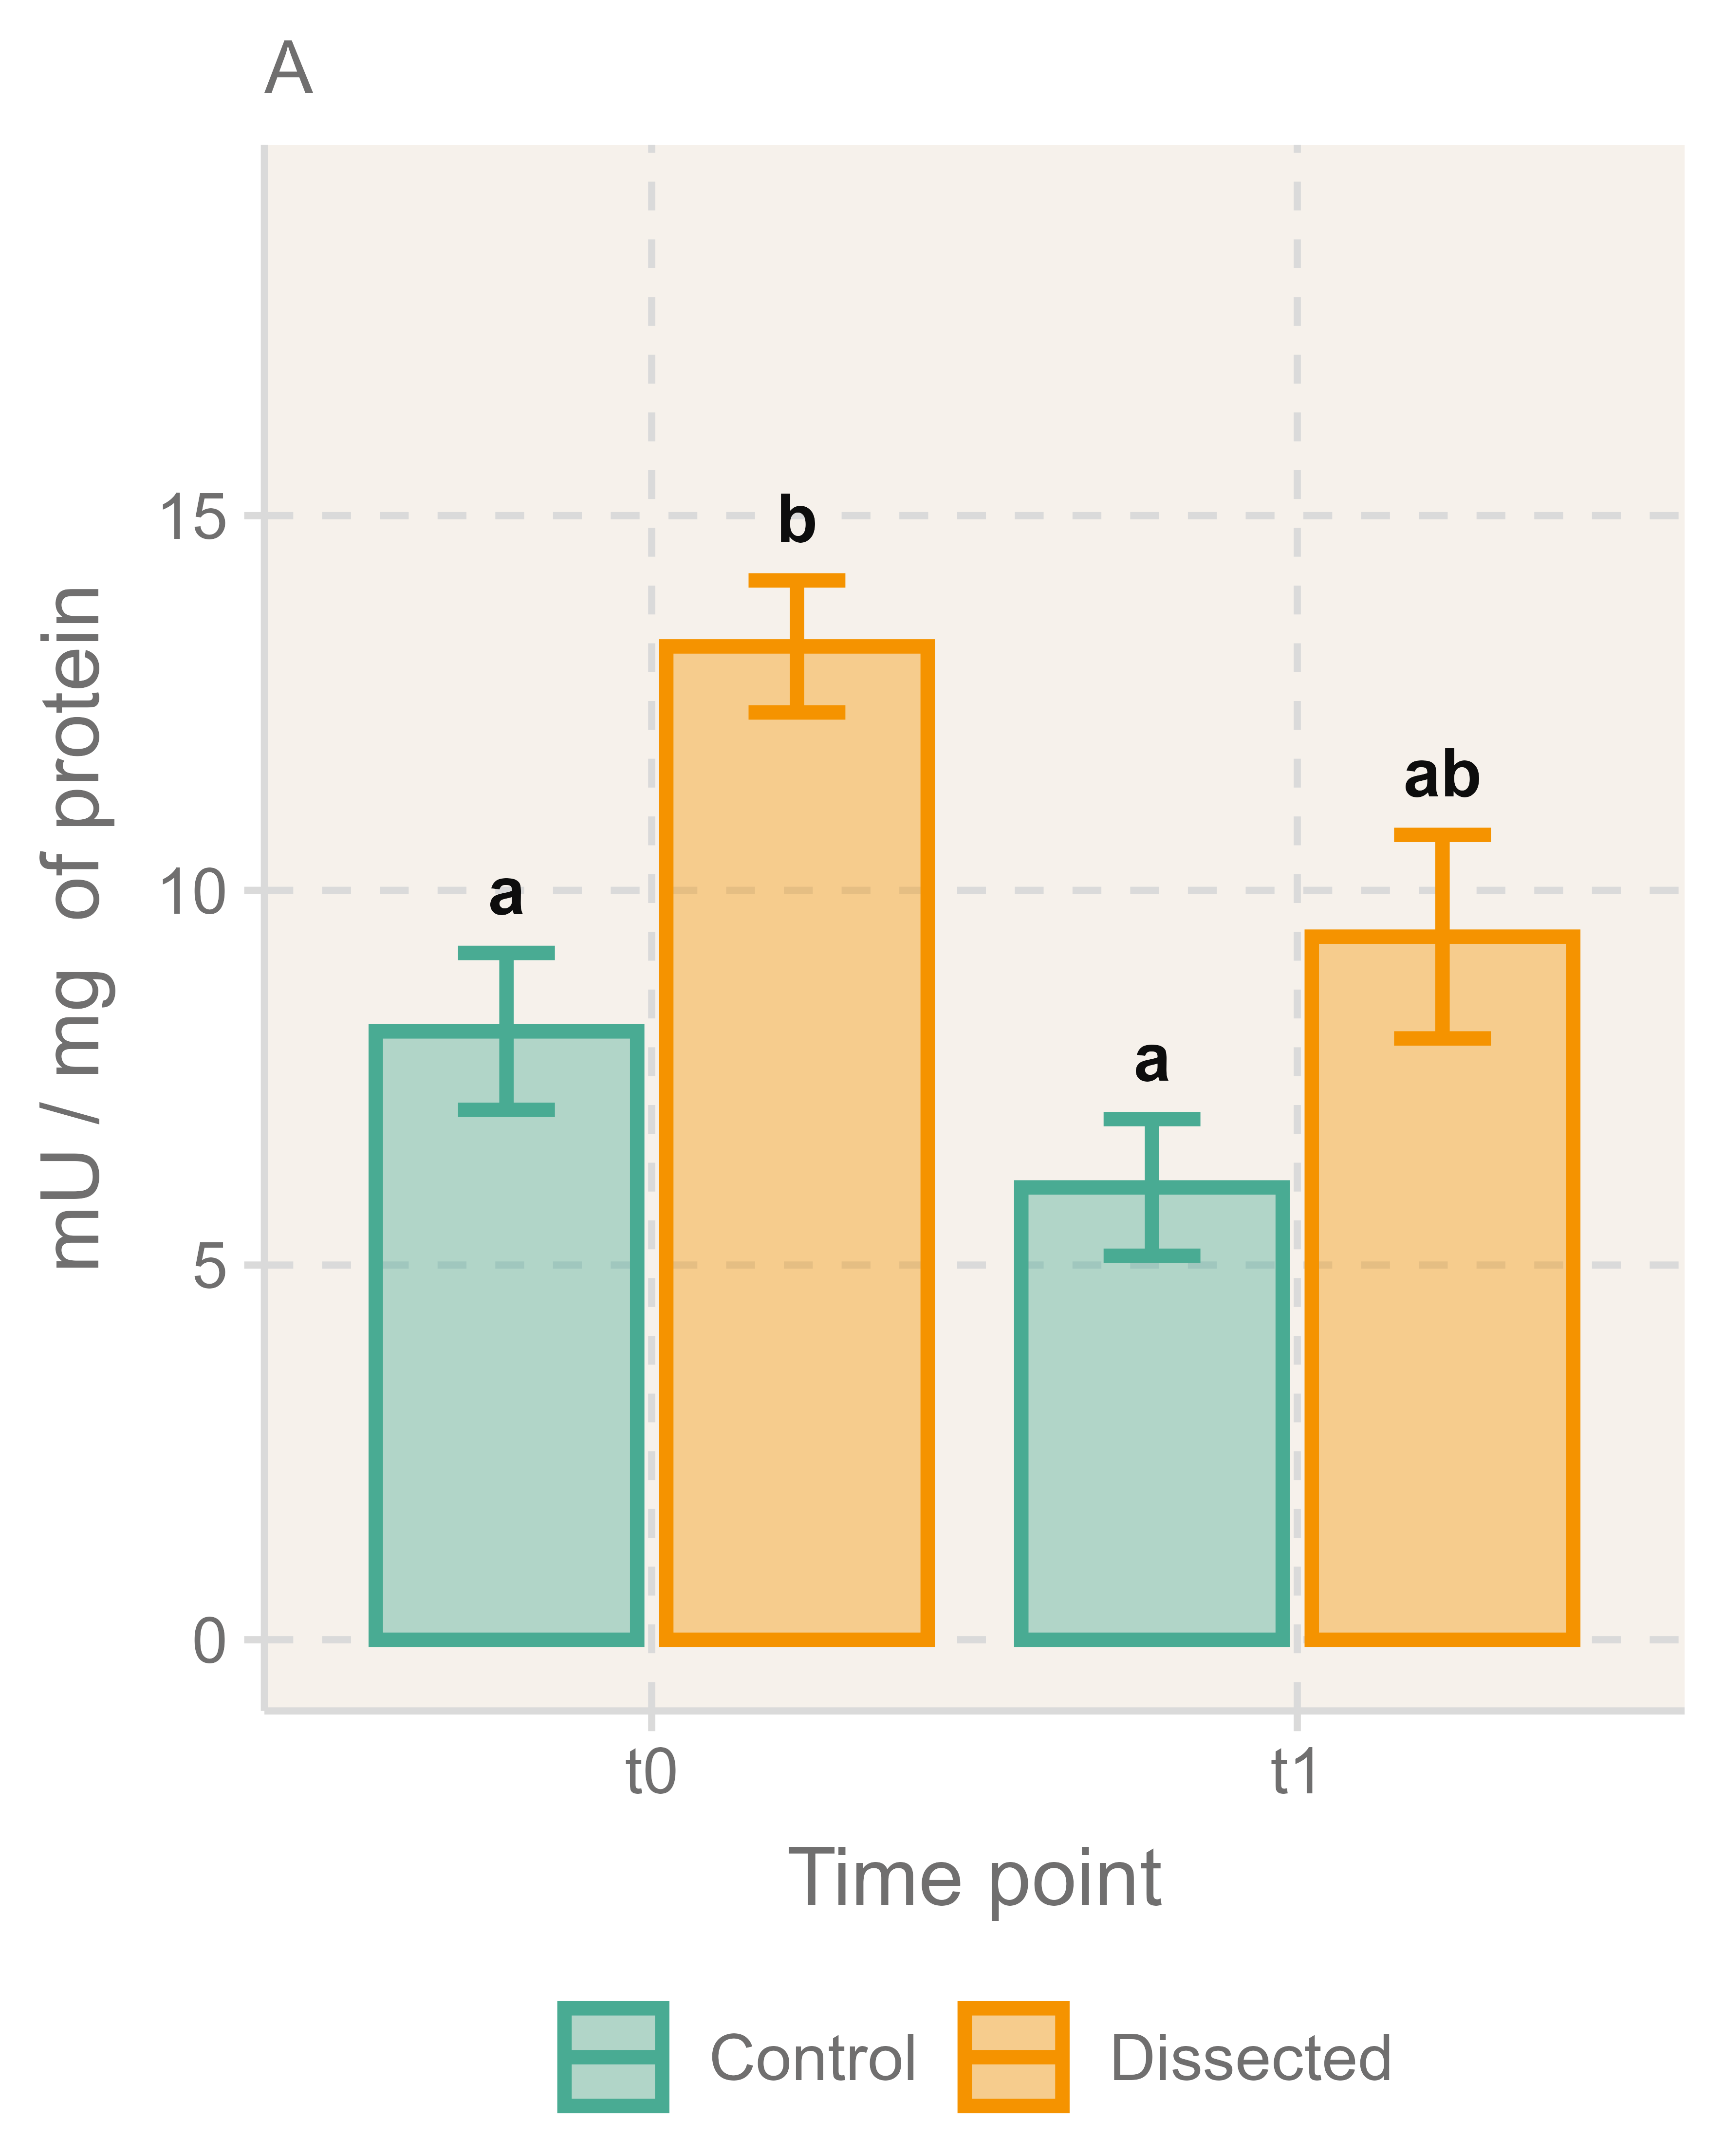 A
mU / mg  of protein
15
10
5
0
b
ab
a
a
t0
t1
Time point
Control
Dissected